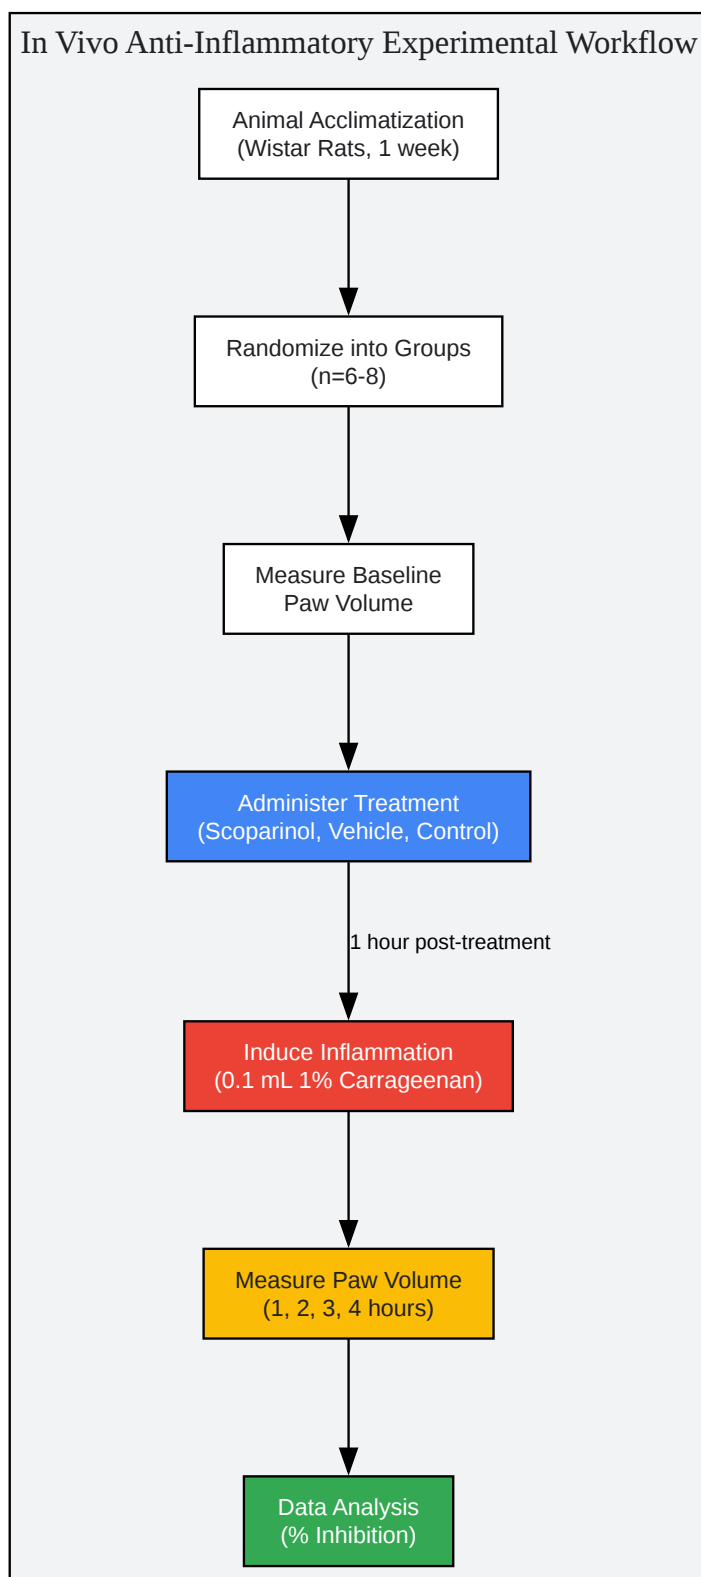 In Vivo Anti-Inflammatory Experimental Workflow
Animal Acclimatization
(Wistar Rats, 1 week)
Randomize into Groups
(n=6-8)
Measure Baseline
Paw Volume
Administer Treatment
(Scoparinol, Vehicle, Control)
1 hour post-treatment
Induce Inflammation
(0.1 mL 1% Carrageenan)
Measure Paw Volume
(1, 2, 3, 4 hours)
Data Analysis
(% Inhibition)